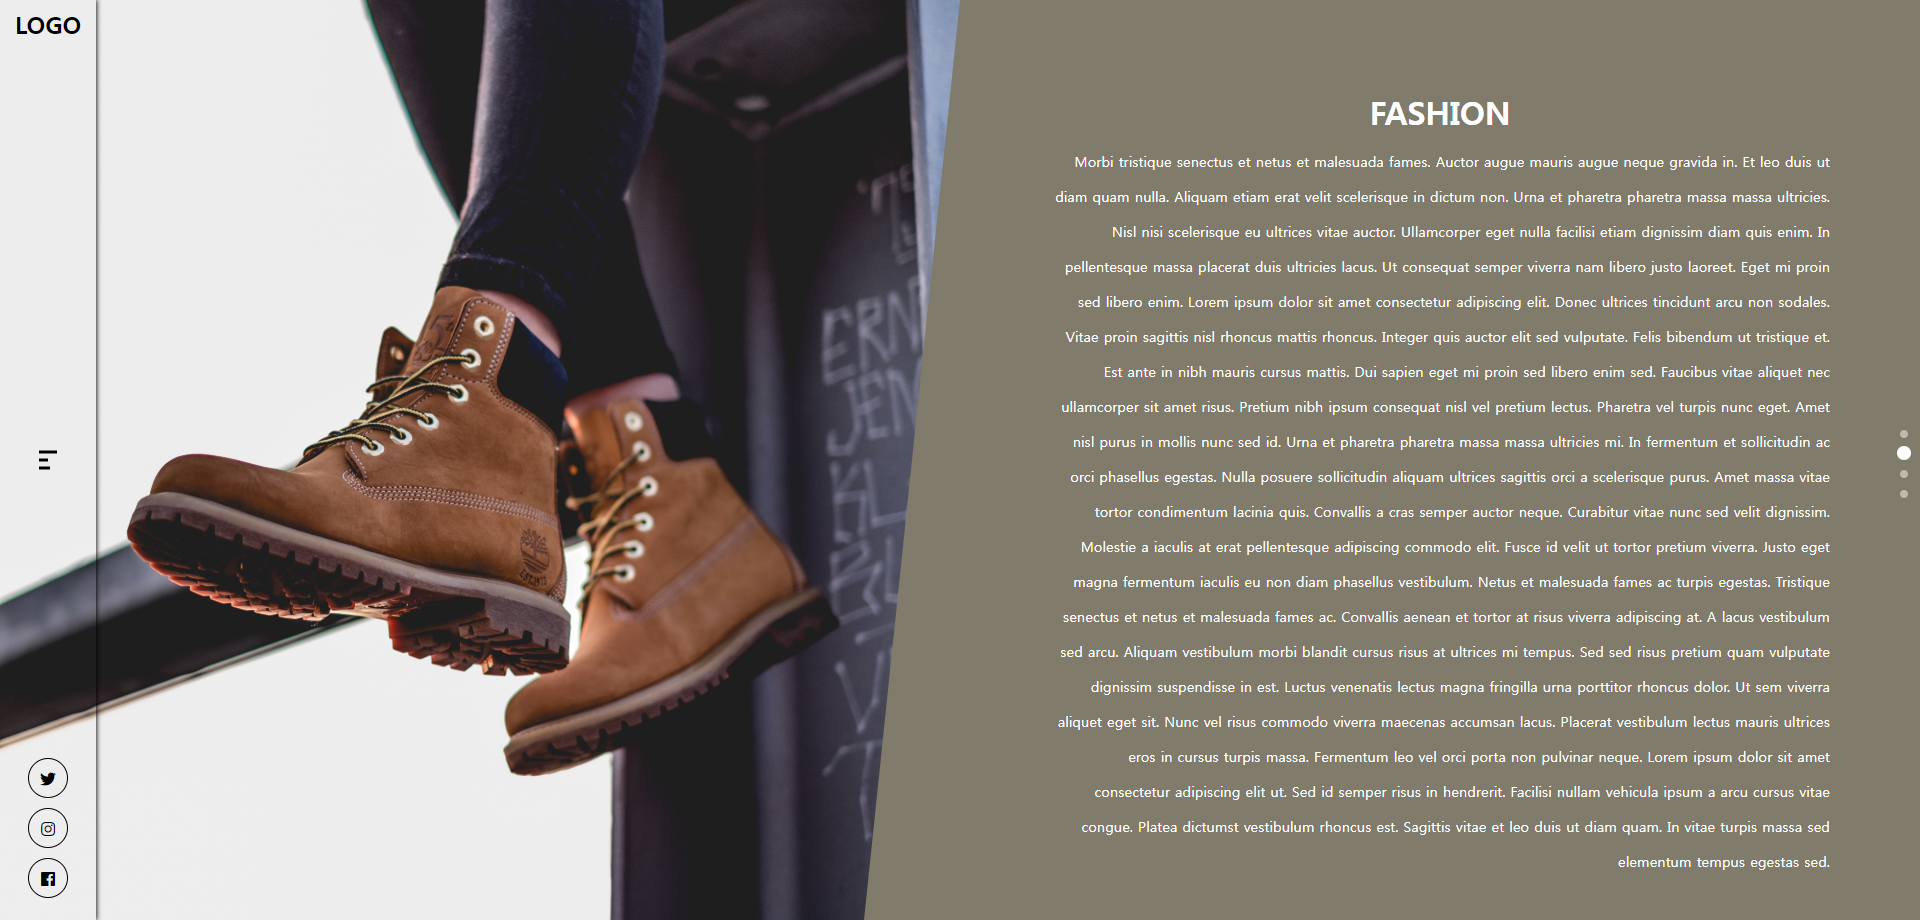 LOGO
FASHION
Morbi tristique senectus et netus et malesuada fames. Auctor augue mauris augue neque gravida in. Et leo duis ut
diam quam nulla. Aliquam etiam erat velit scelerisque in dictum non. Urna et pharetra pharetra massa massa ultricies.
Nisl nisi scelerisque eu ultrices vitae auctor. Ullamcorper eget nulla facilisi etiam dignissim diam quis enim. In
pellentesque massa placerat duis ultricies lacus. Ut consequat semper viverra nam libero justo laoreet. Eget mi proin
sed libero enim. Lorem ipsum dolor sit amet consectetur adipiscing elit. Donec ultrices tincidunt arcu non sodales.
Vitae proin sagittis nisl rhoncus mattis rhoncus. Integer quis auctor elit sed vulputate. Felis bibendum ut tristique et.
Est ante in nibh mauris cursus mattis. Dui sapien eget mi proin sed libero enim sed. Faucibus vitae aliquet nec
ullamcorper sit amet risus. Pretium nibh ipsum consequat nisl vel pretium lectus. Pharetra vel turpis nunc eget. Amet
nisl purus in mollis nunc sed id. Urna et pharetra pharetra massa massa ultricies mi. In fermentum et sollicitudin ac
orci phasellus egestas. Nulla posuere sollicitudin aliquam ultrices sagittis orci a scelerisque purus. Amet massa vitae
tortor condimentum lacinia quis. Convallis a cras semper auctor neque. Curabitur vitae nunc sed velit dignissim.
Molestie a iaculis at erat pellentesque adipiscing commodo elit. Fusce id velit ut tortor pretium viverra. Justo eget
magna fermentum iaculis eu non diam phasellus vestibulum. Netus et malesuada fames ac turpis egestas. Tristique
senectus et netus et malesuada fames ac. Convallis aenean et tortor at risus viverra adipiscing at. A lacus vestibulum
sed arcu. Aliquam vestibulum morbi blandit cursus risus at ultrices mi tempus. Sed sed risus pretium quam vulputate
dignissim suspendisse in est. Luctus venenatis lectus magna fringilla urna porttitor rhoncus dolor. Ut sem viverra
aliquet eget sit. Nunc vel risus commodo viverra maecenas accumsan lacus. Placerat vestibulum lectus mauris ultrices
eros in cursus turpis massa. Fermentum leo vel orci porta non pulvinar neque. Lorem ipsum dolor sit amet
consectetur adipiscing elit ut. Sed id semper risus in hendrerit. Facilisi nullam vehicula ipsum a arcu cursus vitae
congue. Platea dictumst vestibulum rhoncus est. Sagittis vitae et leo duis ut diam quam. In vitae turpis massa sed
elementum tempus egestas sed.